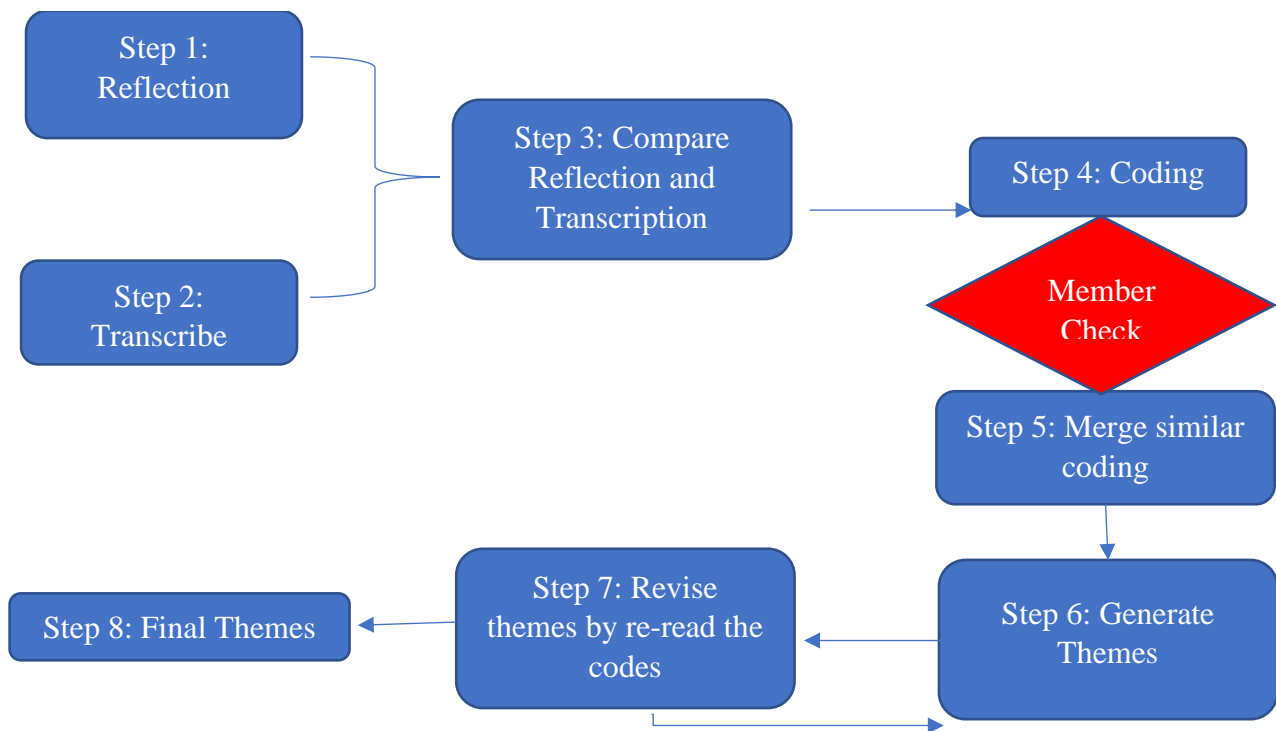 Step 1:
Reflection
Step 2:
Transcribe
Step 3: Compare
Reflection and
Transcription
Step 4: Coding
Member
Check
Step 5: Merge similar
coding
Step 6: Generate
Themes
Step 7: Revise
themes by re-read the
codes
Step 8: Final Themes